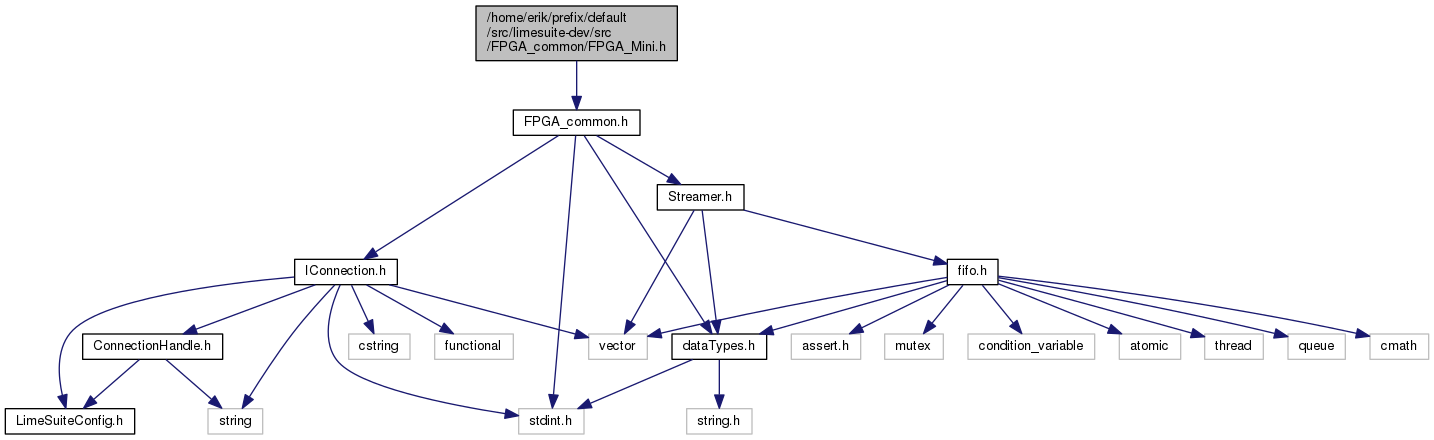 /home/erik/prefix/default
/src/limesuite-dev/src
/FPGA_common/FPGA_Mini.h
FPGA_common.h
Streamer.h
IConnection.h
fifo.h
ConnectionHandle.h
cstring
functional
vector
dataTypes.h
assert.h
mutex
condition_variable
atomic
thread
queue
cmath
LimeSuiteConfig.h
string
stdint.h
string.h